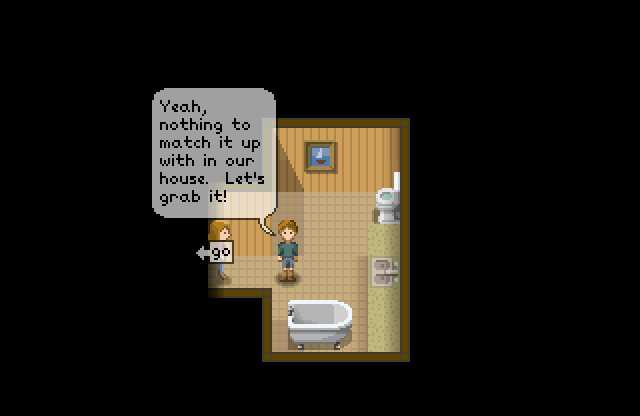 Yeah,
nothing to
match it up
with in our
house.  Let's
grab it!
go